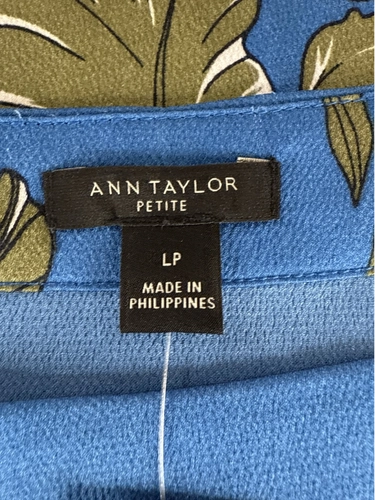 ANN TAYLOR
PETITE
LP
MADE IN
PHILIPPINES